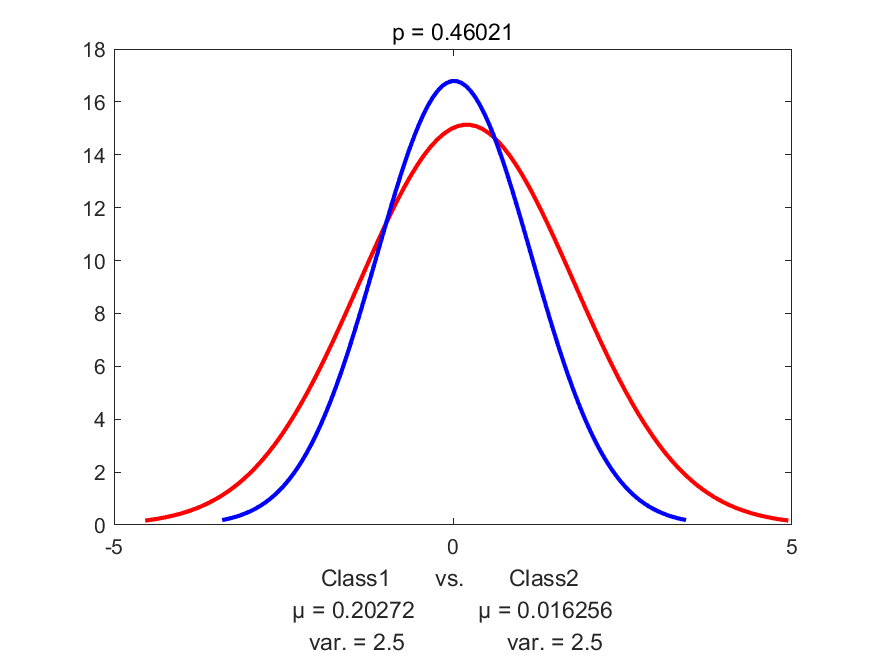 p = 0.46021
18
16
14
12
10
8
6
4
2
0
-5 0 5
Class1 vs. Class2
μ = 0.20272 μ = 0.016256
var. = 2.5 var. = 2.5